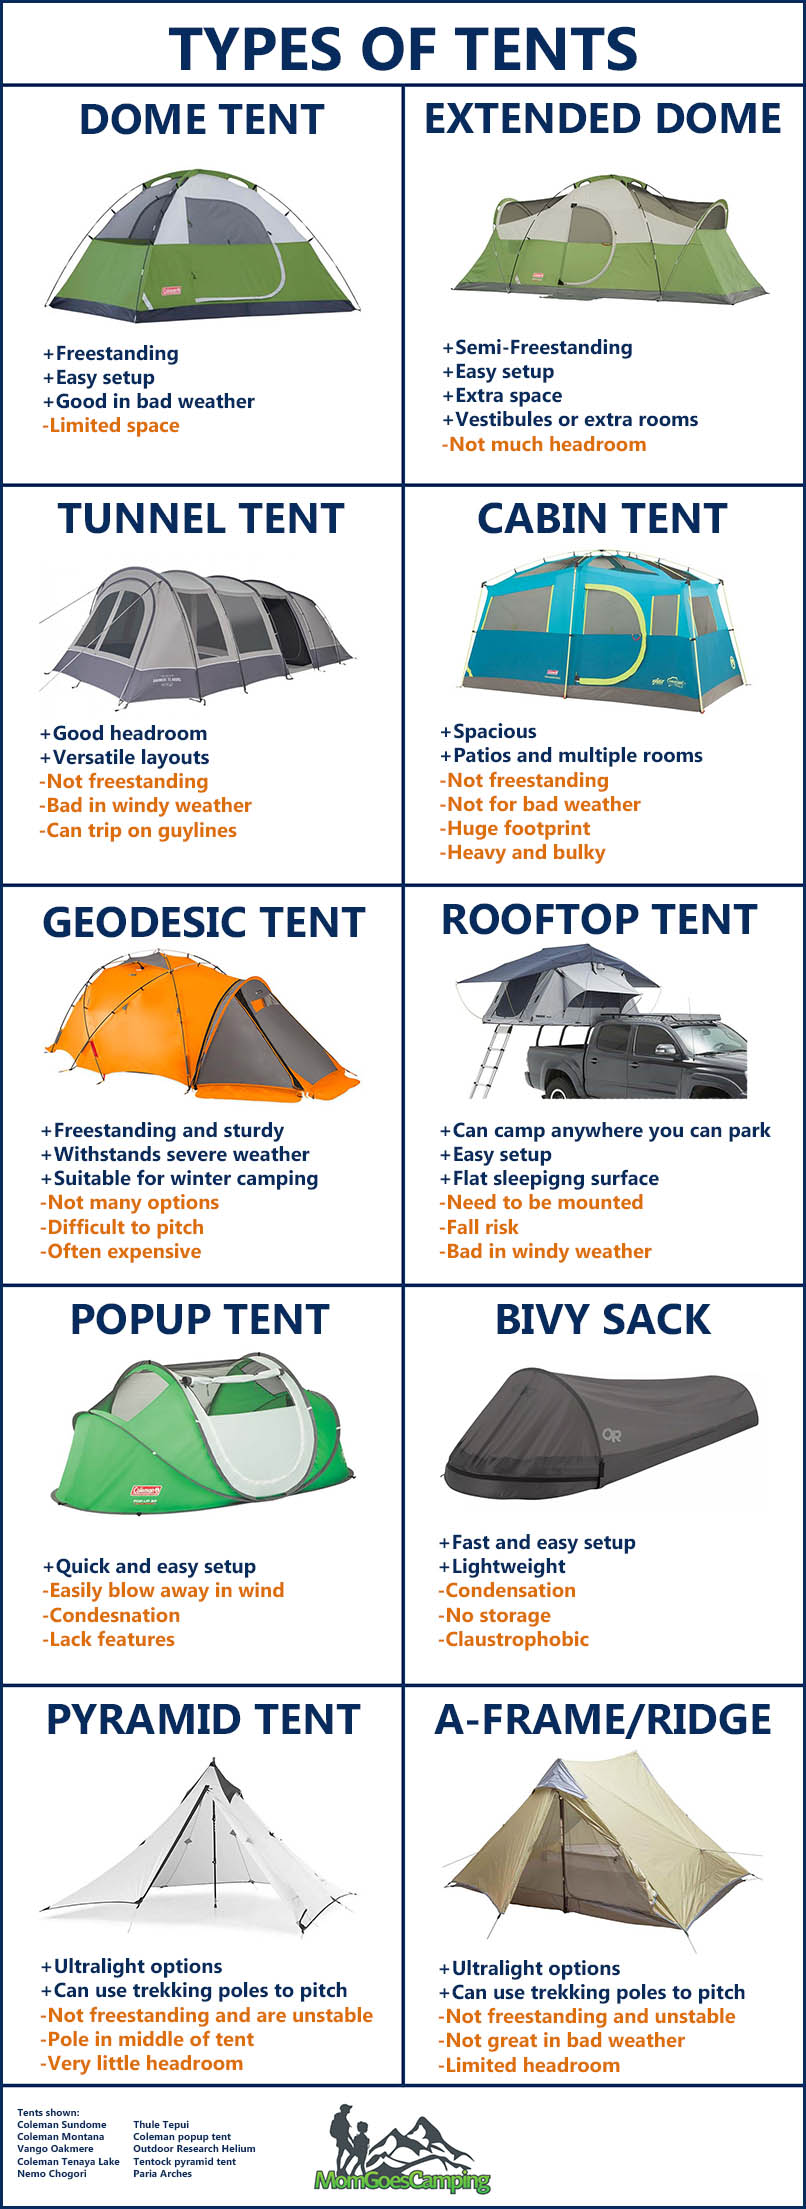 TYPES OF TENTS
DOME TENT
Coleman
+Freestanding
+Easy setup
+Good in bad weather
-Limited space
EXTENDED DOME
Coleman
+Semi-Freestanding
+Easy setup
+Extra space
+Vestibules or extra rooms
-Not much headroom
TUNNEL TENT
+Good headroom
+Versatile layouts
-Not freestanding
-Bad in windy weather
-Can trip on guylines
CABIN TENT
Coleman
+Spacious
+Patios and multiple rooms
-Not freestanding
-Not for bad weather
-Huge footprint
-Heavy and bulky
GEODESIC TENT
+Freestanding and sturdy
+Withstands severe weather
+Suitable for winter camping
-Not many options
-Difficult to pitch
-Often expensive
ROOFTOP TENT
+Can camp anywhere you can park
+Easy setup
+Flat sleepigng surface
-Need to be mounted
-Fall risk
-Bad in windy weather
POPUP TENT
Coleman
+Quick and easy setup
-Easily blow away in wind
-Condesnation
-Lack features
BIVY SACK
OR
+Fast and easy setup
+Lightweight
-Condensation
-No storage
-Claustrophobic
PYRAMID TENT
+Ultralight options
+Can use trekking poles to pitch
-Not freestanding and are unstable
-Pole in middle of tent
-Very little headroom
A-FRAME/RIDGE
+Ultralight options
+Can use trekking poles to pitch
-Not freestanding and unstable
-Not great in bad weather
-Limited headroom
Tents shown:
Coleman Sundome
Coleman Montana
Vango Oakmere
Coleman Tenaya Lake
Nemo Chogori
Thule Tepui
Coleman popup tent
Outdoor Research Helium
Tentock pyramid tent
Paria Arches
MomGoesCamping